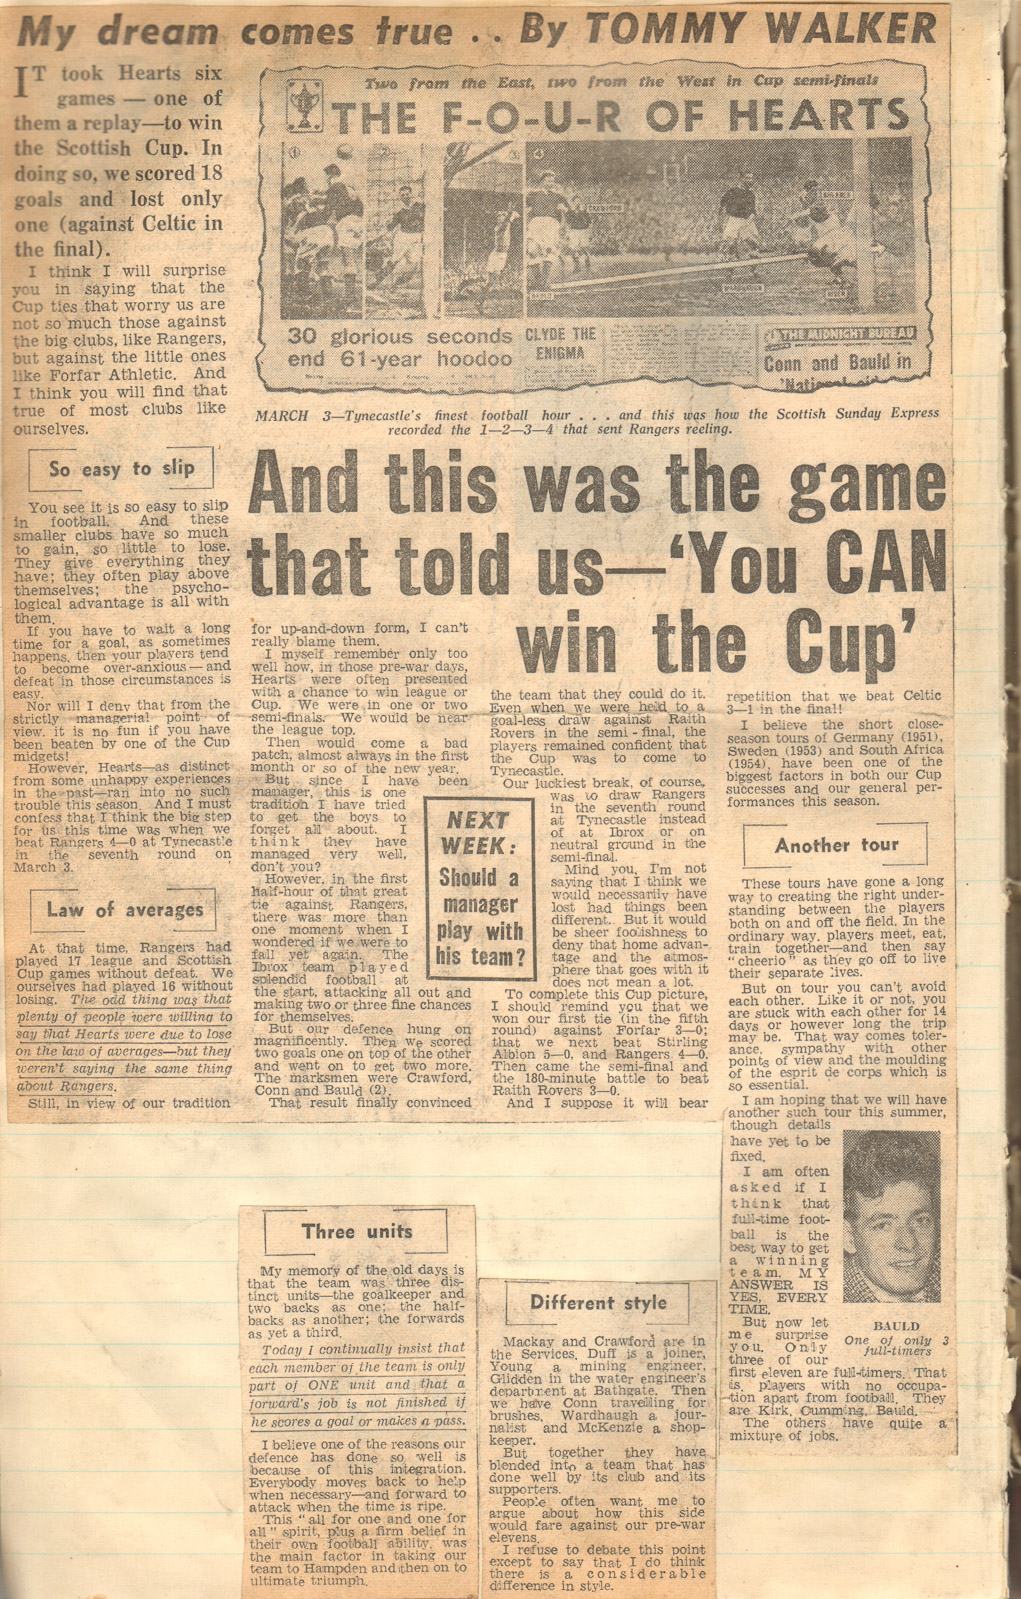 My dream comes true . . By TOMMY WALKER
IT took Hearts six
games — one of
them a replay—to win
the Scottish Cup. In
doing so, we scored 18
goals and lost only
one (against Celtic in
the final).
I think I will surprise
you in saying that the
Cup ties that worry us are
not so much those against
the big clubs, like Rangers,
but against the little ones
like Forfar Athletic. And
I think you will find that
true of most clubs like
ourselves.
So easy to slip
You see it is so easy to slip
in football. And these
smaller clubs have so much
to gain, so little to lose.
They give everything they
have; they often play above
themselves; the psycho-
logical advantage is all with
them.
If you have to wait a long
time for a goal, as sometimes
happens, then your players tend
to become over-anxious—and
defeat in those circumstances is
easy.
Nor will I deny that from the
strictly managerial point of
view, it is no fun if you have
been beaten by one of the Cup
midgets!
However, Hearts—as distinct
from some unhappy experiences
in the past—ran into no such
trouble this season. And I must
confess that I think the big step
for us this time was when we
beat Rangers 4—0 at Tynecastle
in the seventh round on
March 3.
Law of averages
At that time, Rangers had
played 17 league and Scottish
Cup games without defeat. We
ourselves had played 16 without
losing. The odd thing was that
plenty of people were willing to
say that Hearts were due to lose
on the law of averages—but they
weren't saying the same thing
about Rangers.
Still, in view of our tradition
Two from the East, two from the West in Cup semi-finals
THE F-O-U-R OF HEARTS
1
2
3
4
CRAWFORD
BAULD
WARDHAUGH
NIVEN
30 glorious seconds
end 61-year hoodoo
CLYDE THE
ENIGMA
THE MIDNIGHT BUREAU
Conn and Bauld in
'National
MARCH 3—Tynecastle's finest football hour . . . and this was how the Scottish Sunday Express
recorded the 1—2—3—4 that sent Rangers reeling.
And this was the game
that told us—'You CAN
win the Cup'
for up-and-down form, I can't
really blame them.
I myself remember only too
well how, in those pre-war days,
Hearts were often presented
with a chance to win league or
Cup. We were in one or two
semi-finals. We would be near
the league top.
Then would come a bad
patch, almost always in the first
month or so of the new year.
But since I have been
manager, this is one
tradition I have tried
to get the boys to
forget all about. I
think they have
managed very well,
don't you?
However, in the first
half-hour of that great
tie against Rangers,
there was more than
one moment when I
wondered if we were to
fail yet again. The
Ibrox team played
splendid football at
the start, attacking all out and
making two or three fine chances
for themselves.
But our defence hung on
magnificently. Then we scored
two goals one on top of the other
and went on to get two more.
The marksmen were Crawford,
Conn and Bauld (2).
That result finally convinced
NEXT
WEEK:
Should a
manager
play with
his team?
the team that they could do it.
Even when we were held to a
goal-less draw against Raith
Rovers in the semi-final, the
players remained confident that
the Cup was to come to
Tynecastle.
Our luckiest break, of course,
was to draw Rangers
in the seventh round
at Tynecastle instead
of at Ibrox or on
neutral ground in the
semi-final.
Mind you, I'm not
saying that I think we
would necessarily have
lost had things been
different. But it would
be sheer foolishness to
deny that home advan-
tage and the atmos-
phere that goes with it
does not mean a lot.
To complete this Cup picture,
I should remind you that we
won our first tie (in the fifth
round) against Forfar 3—0;
that we next beat Stirling
Albion 5—0, and Rangers 4—0.
Then came the semi-final and
the 180-minute battle to beat
Raith Rovers 3—0.
And I suppose it will bear
repetition that we beat Celtic
3—1 in the final!
I believe the short close-
season tours of Germany (1951),
Sweden (1953) and South Africa
(1954), have been one of the
biggest factors in both our Cup
successes and our general per-
formances this season.
Another tour
These tours have gone a long
way to creating the right under-
standing between the players
both on and off the field. In the
ordinary way, players meet, eat,
train together—and then say
"cheerio" as they go off to live
their separate lives.
But on tour you can't avoid
each other. Like it or not, you
are stuck with each other for 14
days or however long the trip
may be. That way comes toler-
ance, sympathy with other
points of view and the moulding
of the esprit de corps which is
so essential.
I am hoping that we will have
another such tour this summer,
though details
have yet to be
fixed.
I am often
asked if I
think that
full-time foot-
ball is the
best way to get
a winning
team. MY
ANSWER IS
YES, EVERY
TIME.
But now let
me surprise
you. Only
three of our
first eleven are full-timers. That
is, players with no occupa-
tion apart from football. They
are Kirk, Cumming, Bauld.
The others have quite a
mixture of jobs.
BAULD
One of only 3
full-timers
Three units
My memory of the old days is
that the team was three dis-
tinct units—the goalkeeper and
two backs as one; the half-
backs as another; the forwards
as yet a third.
Today I continually insist that
each member of the team is only
part of ONE unit and that a
forward's job is not finished if
he scores a goal or makes a pass.
I believe one of the reasons our
defence has done so well is
because of this integration.
Everybody moves back to help
when necessary—and forward to
attack when the time is ripe.
This "all for one and one for
all" spirit, plus a firm belief in
their own football ability, was
the main factor in taking our
team to Hampden and then on to
ultimate triumph.
Different style
Mackay and Crawford are in
the Services, Duff is a joiner,
Young a mining engineer,
Glidden in the water engineer's
department at Bathgate. Then
we have Conn travelling for
brushes, Wardhaugh a jour-
nalist and McKenzie a shop-
keeper.
But together they have
blended into a team that has
done well by its club and its
supporters.
People often want me to
argue about how this side
would fare against our pre-war
elevens.
I refuse to debate this point
except to say that I do think
there is a considerable
difference in style.